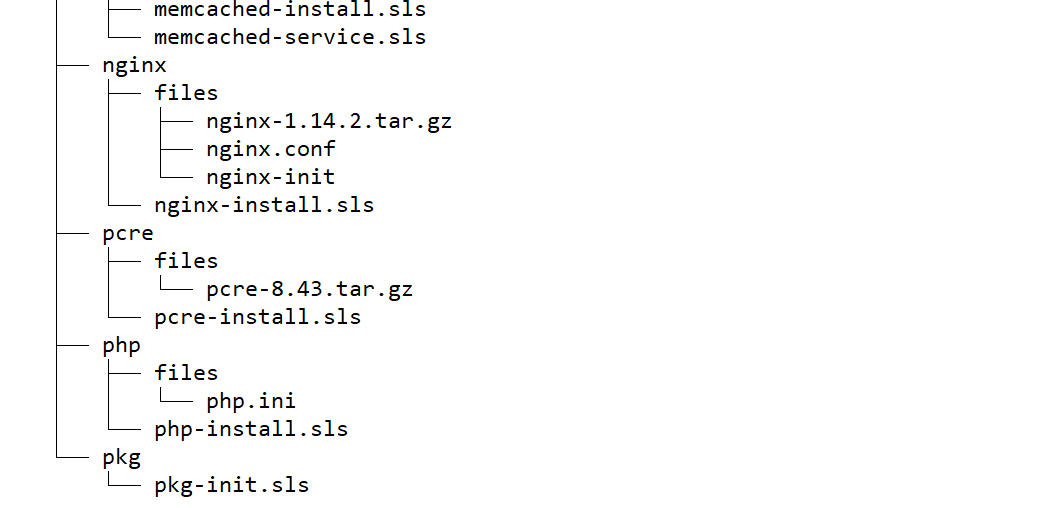 memcached-install.sls
memcached-service.sls
nginx
files
nginx-1.14.2.tar.gz
nginx.conf
nginx-init
nginx-install.sls
pcre
files
pcre-8.43.tar.gz
pcre-install.sls
php
files
php.ini
php-install.sls
pkg
pkg-init.sls